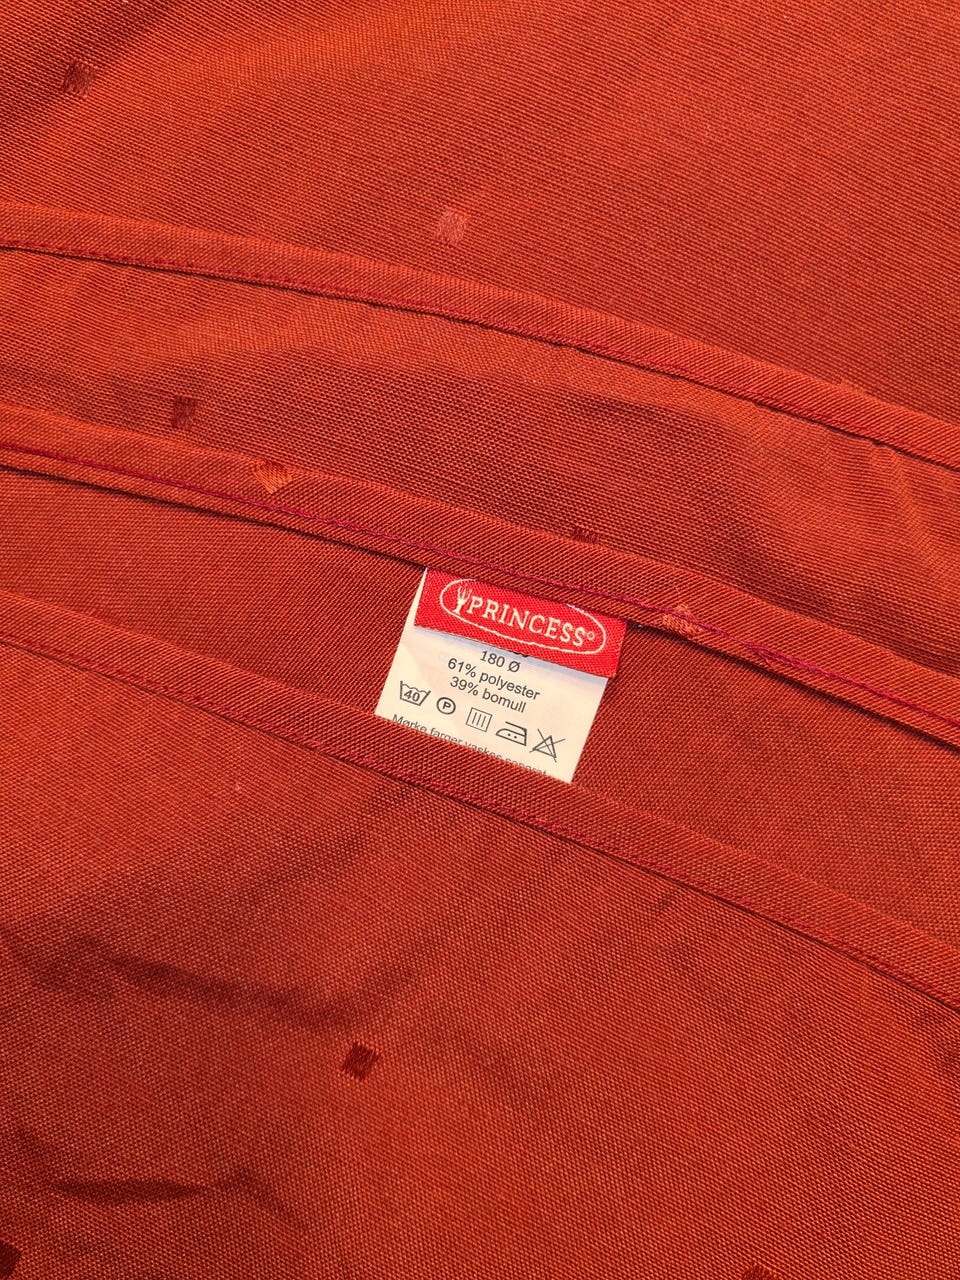 PRINCESS
180 Ø
61% polyester
39% bomull
40 P
Mørke farger vaskes separat